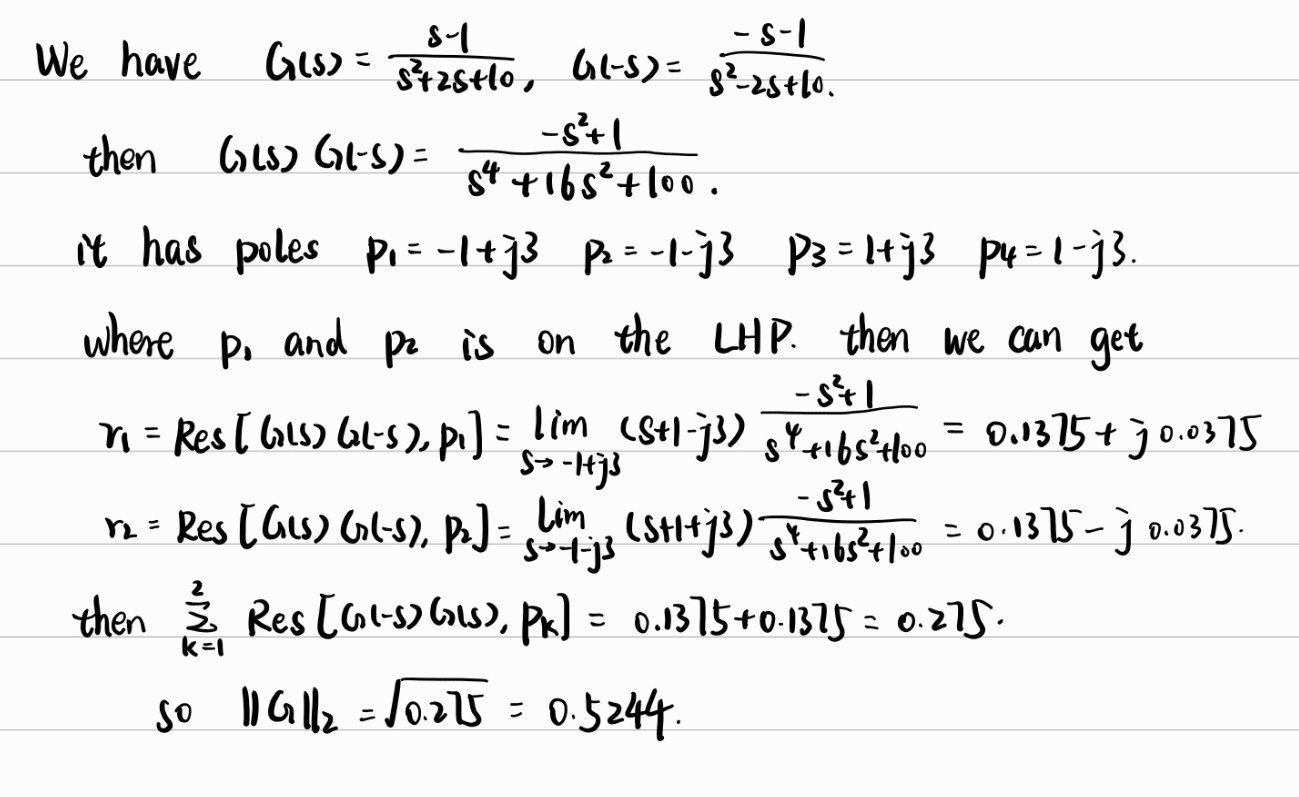 We have G(s) = \frac{s-1}{s^2+2s+10}, G(-s) = \frac{-s-1}{s^2-2s+10}.
then G(s) G(-s) = \frac{-s^2+1}{s^4+16s^2+100}.
it has poles p_1 = -1+j3 p_2 = -1-j3 p_3 = 1+j3 p_4 = 1-j3.
where p_1 and p_2 is on the LHP. then we can get
r_1 = Res[G(s)G(-s), p_1] = \lim_{s→-1+j3} (s+1-j3) \frac{-s^2+1}{s^4+16s^2+100} = 0.1375 + j 0.0375
r_2 = Res[G(s)G(-s), p_2] = \lim_{s→-1-j3} (s+1+j3) \frac{-s^2+1}{s^4+16s^2+100} = 0.1375 - j 0.0375.
then \sum_{k=1}^{2} Res[G(-s)G(s), p_k] = 0.1375+0.1375 = 0.275.
so ||G||_2 = \sqrt{0.275} = 0.5244.